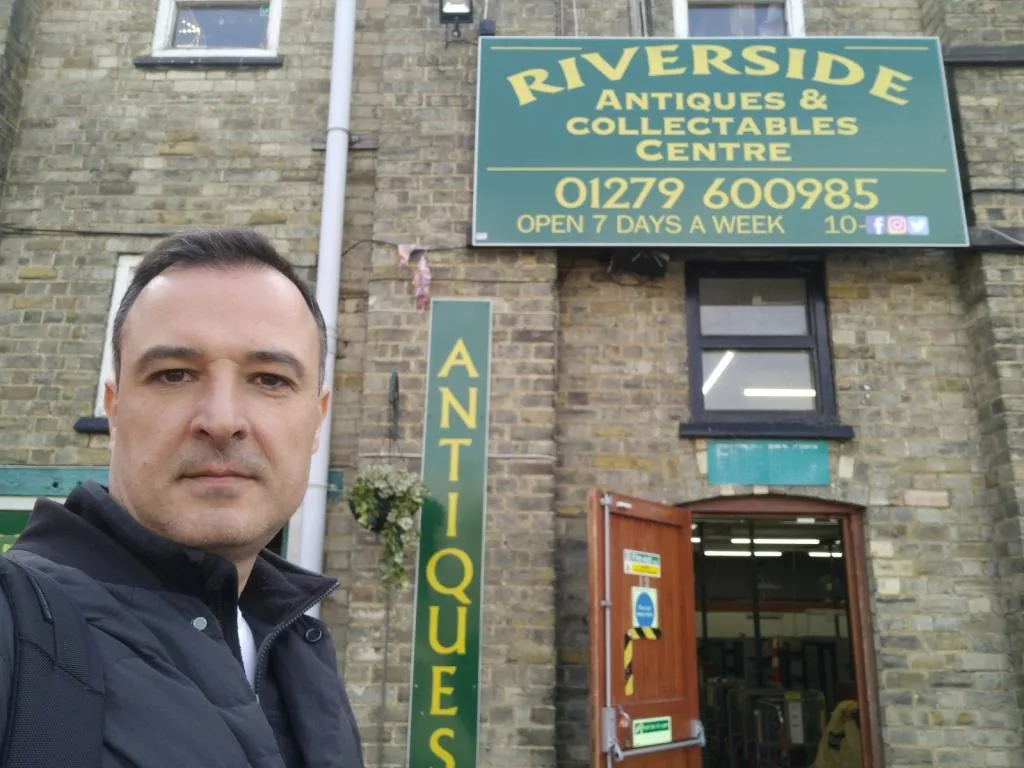 RIVERSIDE
ANTIQUES &
COLLECTABLES
CENTRE
01279 600985
OPEN 7 DAYS A WEEK 10-
ANTIQUES